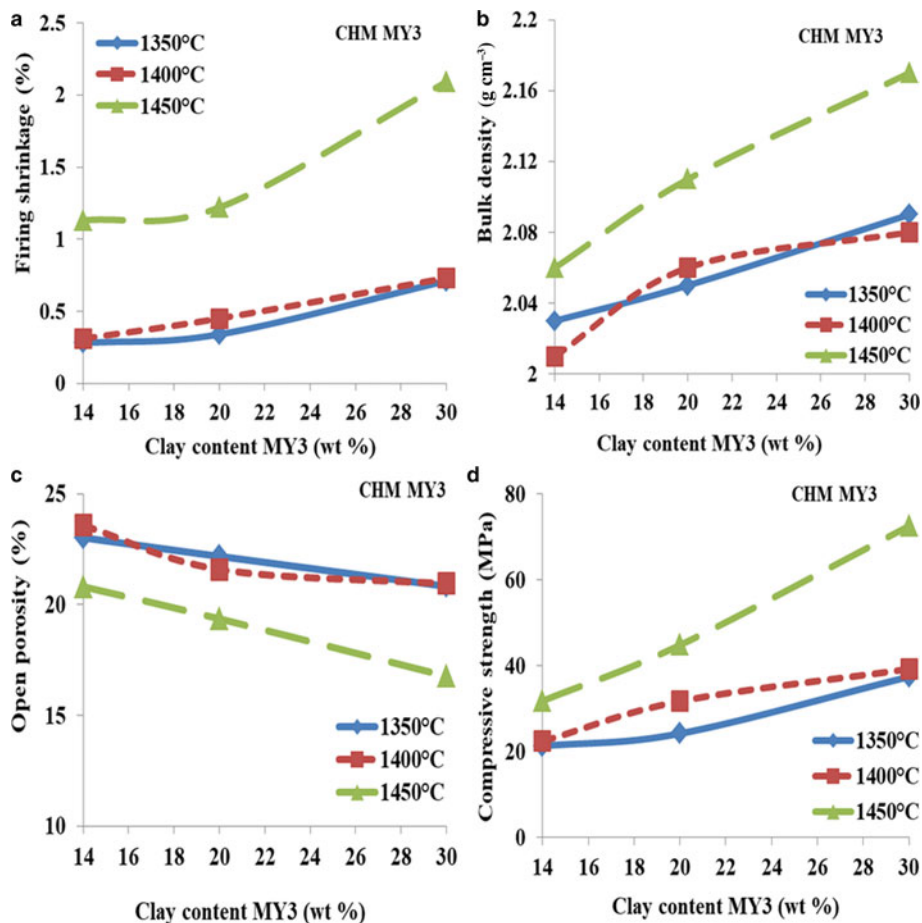 a
CHM MY3
Firing shrinkage (%)
2.5
2
1.5
1
0.5
0
1350°C
1400°C
1450°C
14 16 18 20 22 24 26 28 30
Clay content MY3 (wt %)
b
CHM MY3
Bulk density (g cm⁻³)
2.2
2.16
2.12
2.08
2.04
2
1350°C
1400°C
1450°C
14 16 18 20 22 24 26 28 30
Clay content MY3 (wt %)
c
CHM MY3
Open porosity (%)
25
20
15
10
1350°C
1400°C
1450°C
14 16 18 20 22 24 26 28 30
Clay content MY3 (wt %)
d
CHM MY3
Compressive strength (MPa)
80
60
40
20
0
1350°C
1400°C
1450°C
14 16 18 20 22 24 26 28 30
Clay content MY3 (wt %)